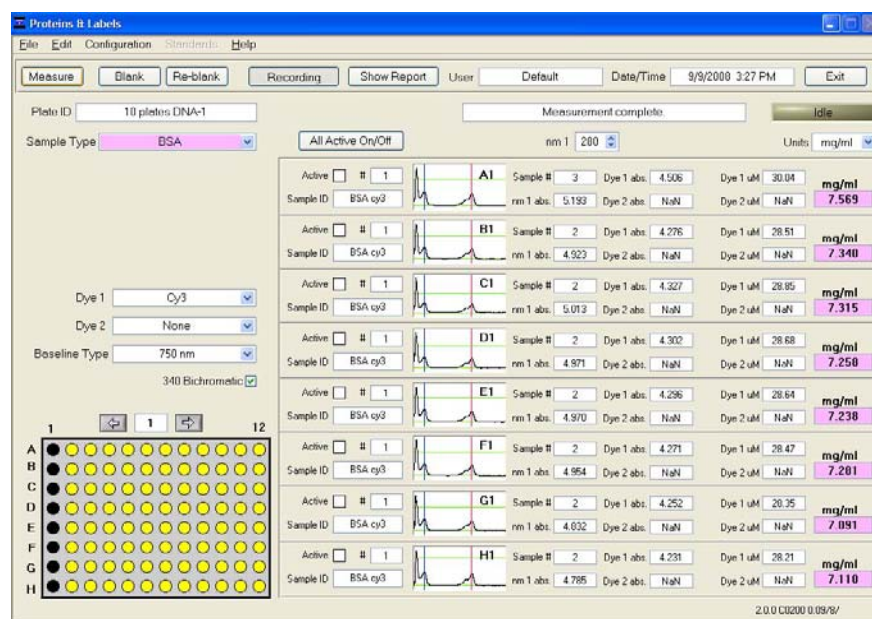 Proteins & Labels
File Edit Configuration Standards Help
Measure Blank Re-blank Recording Show Report User Default Date/Time 9/9/2008 3:27 PM Exit
Plate ID 10 plates DNA-1 Measurement complete. Idle
Sample Type BSA All Active On/Off nm 1 280 Units mg/ml
Active # 1 A1 Sample # 3 Dye 1 abs. 4.506 Dye 1 uM 30.04 mg/ml
Sample ID BSA cy3 nm 1 abs. 5.193 Dye 2 abs. NaN Dye 2 uM NaN 7.569
Active # 1 B1 Sample # 2 Dye 1 abs. 4.276 Dye 1 uM 28.51 mg/ml
Sample ID BSA cy3 nm 1 abs. 4.923 Dye 2 abs. NaN Dye 2 uM NaN 7.340
Active # 1 C1 Sample # 2 Dye 1 abs. 4.327 Dye 1 uM 28.85 mg/ml
Sample ID BSA cy3 nm 1 abs. 5.013 Dye 2 abs. NaN Dye 2 uM NaN 7.315
Dye 1 Cy3
Dye 2 None
Active # 1 D1 Sample # 2 Dye 1 abs. 4.302 Dye 1 uM 28.68 mg/ml
Sample ID BSA cy3 nm 1 abs. 4.971 Dye 2 abs. NaN Dye 2 uM NaN 7.250
Baseline Type 750 nm
340 Bichromatic
Active # 1 E1 Sample # 2 Dye 1 abs. 4.296 Dye 1 uM 28.64 mg/ml
Sample ID BSA cy3 nm 1 abs. 4.970 Dye 2 abs. NaN Dye 2 uM NaN 7.238
1 1 12
A
B
C
D
E
F
G
H
Active # 1 F1 Sample # 2 Dye 1 abs. 4.271 Dye 1 uM 28.47 mg/ml
Sample ID BSA cy3 nm 1 abs. 4.954 Dye 2 abs. NaN Dye 2 uM NaN 7.201
Active # 1 G1 Sample # 2 Dye 1 abs. 4.252 Dye 1 uM mg/ml
Sample ID BSA cy3 nm 1 abs. 4.832 Dye 2 abs. NaN Dye 2 uM NaN 7.091
Active # 1 H1 Sample # 2 Dye 1 abs. 4.231 Dye 1 uM 28.21 mg/ml
Sample ID BSA cy3 nm 1 abs. 4.785 Dye 2 abs. NaN Dye 2 uM NaN 7.110